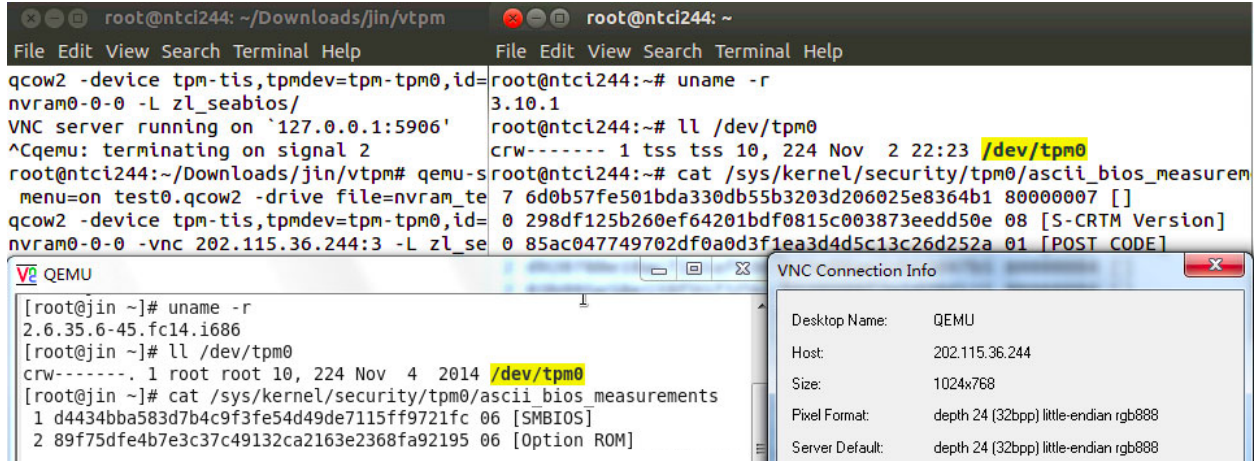 root@ntci244: ~/Downloads/jin/vtpm
File Edit View Search Terminal Help
qcow2 -device tpm-tis,tpmdev=tpm-tpm0,id=
nvram0-0-0 -L zl_seabios/
VNC server running on `127.0.0.1:5906'
^Cqemu: terminating on signal 2
root@ntci244:~/Downloads/jin/vtpm# qemu-s
menu=on test0.qcow2 -drive file=nvram_te
qcow2 -device tpm-tis,tpmdev=tpm-tpm0,id=
nvram0-0-0 -vnc 202.115.36.244:3 -L zl_se
root@ntci244: ~
File Edit View Search Terminal Help
root@ntci244:~# uname -r
3.10.1
root@ntci244:~# ll /dev/tpm0
crw------- 1 tss tss 10, 224 Nov  2 22:23 /dev/tpm0
root@ntci244:~# cat /sys/kernel/security/tpm0/ascii_bios_measurem
7 6d0b57fe501bda330db55b3203d206025e8364b1 80000007 []
0 298df125b260ef64201bdf0815c003873eedd50e 08 [S-CRTM Version]
0 85ac047749702df0a0d3f1ea3d4d5c13c26d252a 01 [POST CODE]
QEMU
[root@jin ~]# uname -r
2.6.35.6-45.fc14.i686
[root@jin ~]# ll /dev/tpm0
crw-------. 1 root root 10, 224 Nov  4  2014 /dev/tpm0
[root@jin ~]# cat /sys/kernel/security/tpm0/ascii_bios_measurements
1 d4434bba583d7b4c9f3fe54d49de7115ff9721fc 06 [SMBIOS]
2 89f75dfe4b7e3c37c49132ca2163e2368fa92195 06 [Option ROM]
VNC Connection Info
Desktop Name: QEMU
Host: 202.115.36.244
Size: 1024x768
Pixel Format: depth 24 (32bpp) little-endian rgb888
Server Default: depth 24 (32bpp) little-endian rgb888